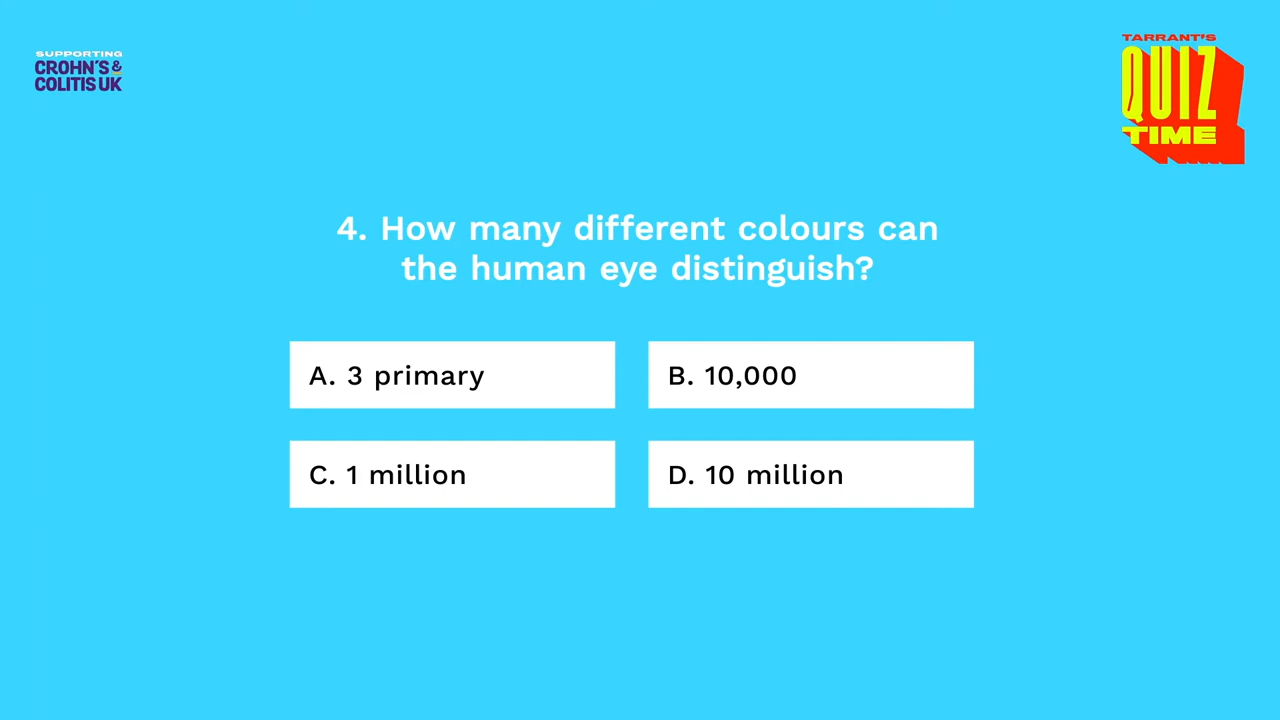 SUPPORTING
CROHN'S &
COLITIS UK
TARRANT'S
QUIZ
TIME
4. How many different colours can
the human eye distinguish?
A. 3 primary
B. 10,000
C. 1 million
D. 10 million